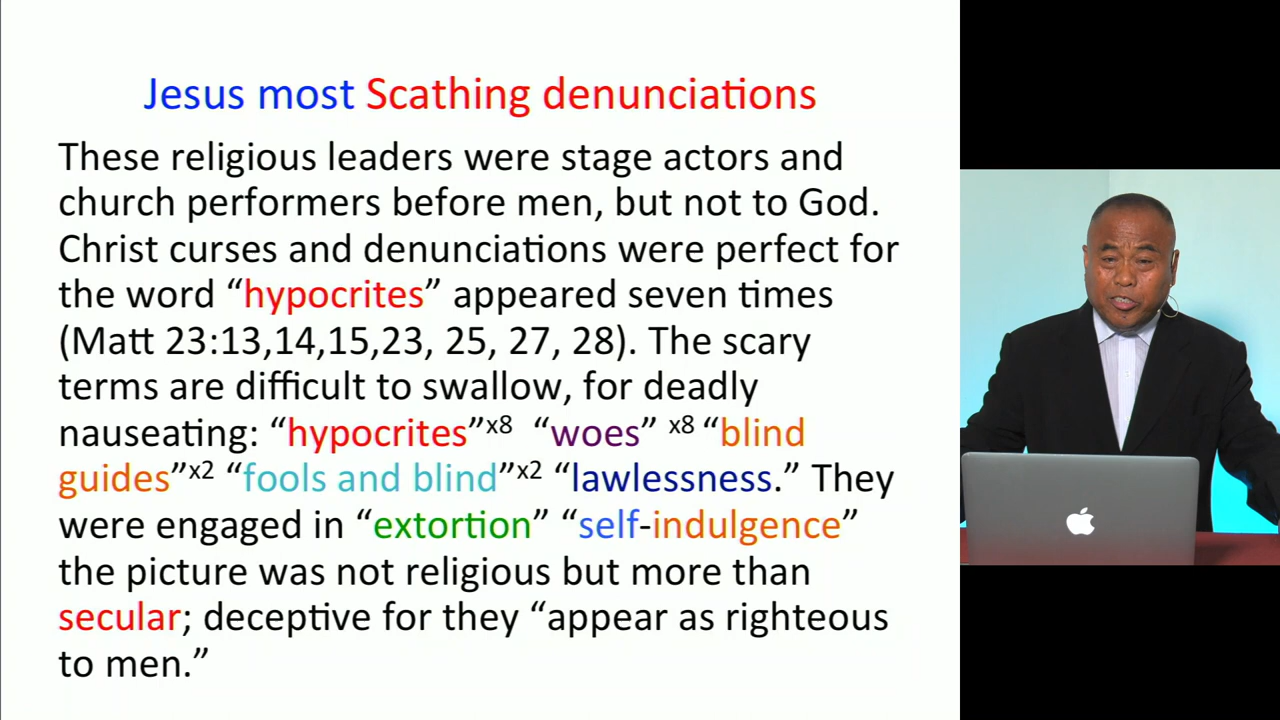 Jesus most Scathing denunciations
These religious leaders were stage actors and
church performers before men, but not to God.
Christ curses and denunciations were perfect for
the word “hypocrites” appeared seven times
(Matt 23:13,14,15,23, 25, 27, 28). The scary
terms are difficult to swallow, for deadly
nauseating: “hypocrites”x8 “woes” x8 “blind
guides”x2 “fools and blind”x2 “lawlessness.” They
were engaged in “extortion” “self-indulgence”
the picture was not religious but more than
secular; deceptive for they “appear as righteous
to men.”